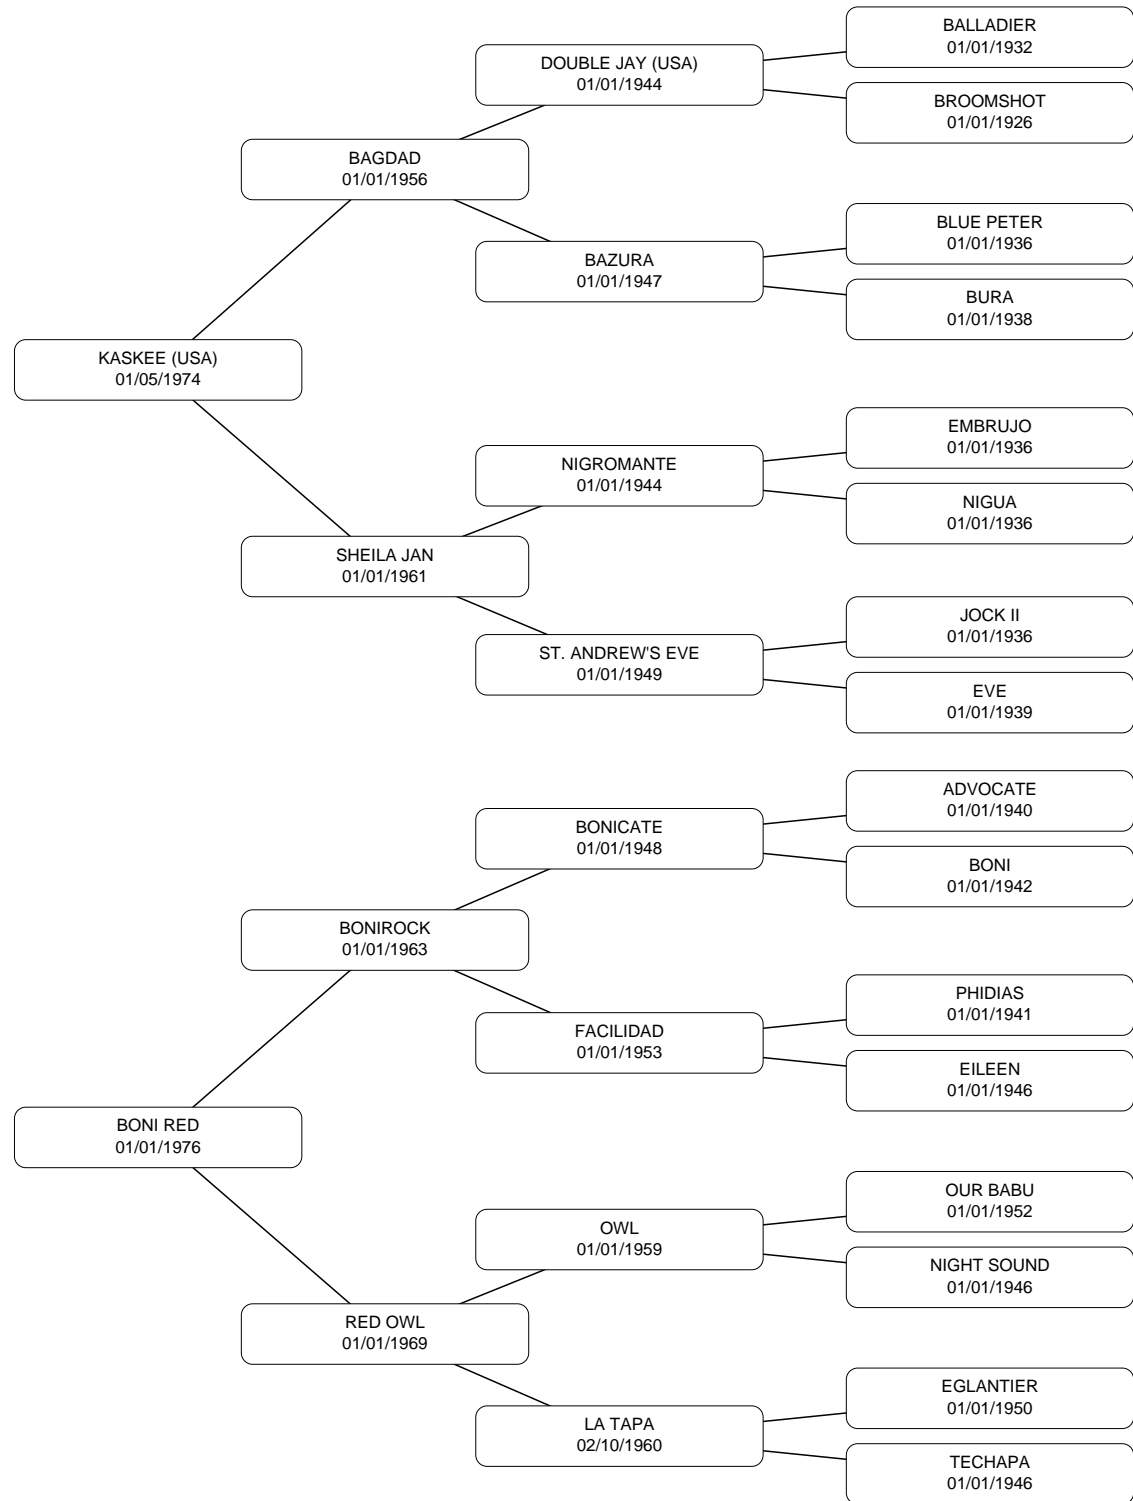 BALLADIER
01/01/1932
DOUBLE JAY (USA)
01/01/1944
BROOMSHOT
01/01/1926
BAGDAD
01/01/1956
BLUE PETER
01/01/1936
BAZURA
01/01/1947
BURA
01/01/1938
KASKEE (USA)
01/05/1974
EMBRUJO
01/01/1936
NIGROMANTE
01/01/1944
NIGUA
01/01/1936
SHEILA JAN
01/01/1961
JOCK II
01/01/1936
ST. ANDREW'S EVE
01/01/1949
EVE
01/01/1939
ADVOCATE
01/01/1940
BONICATE
01/01/1948
BONI
01/01/1942
BONIROCK
01/01/1963
PHIDIAS
01/01/1941
FACILIDAD
01/01/1953
EILEEN
01/01/1946
BONI RED
01/01/1976
OUR BABU
01/01/1952
OWL
01/01/1959
NIGHT SOUND
01/01/1946
RED OWL
01/01/1969
EGLANTIER
01/01/1950
LA TAPA
02/10/1960
TECHAPA
01/01/1946